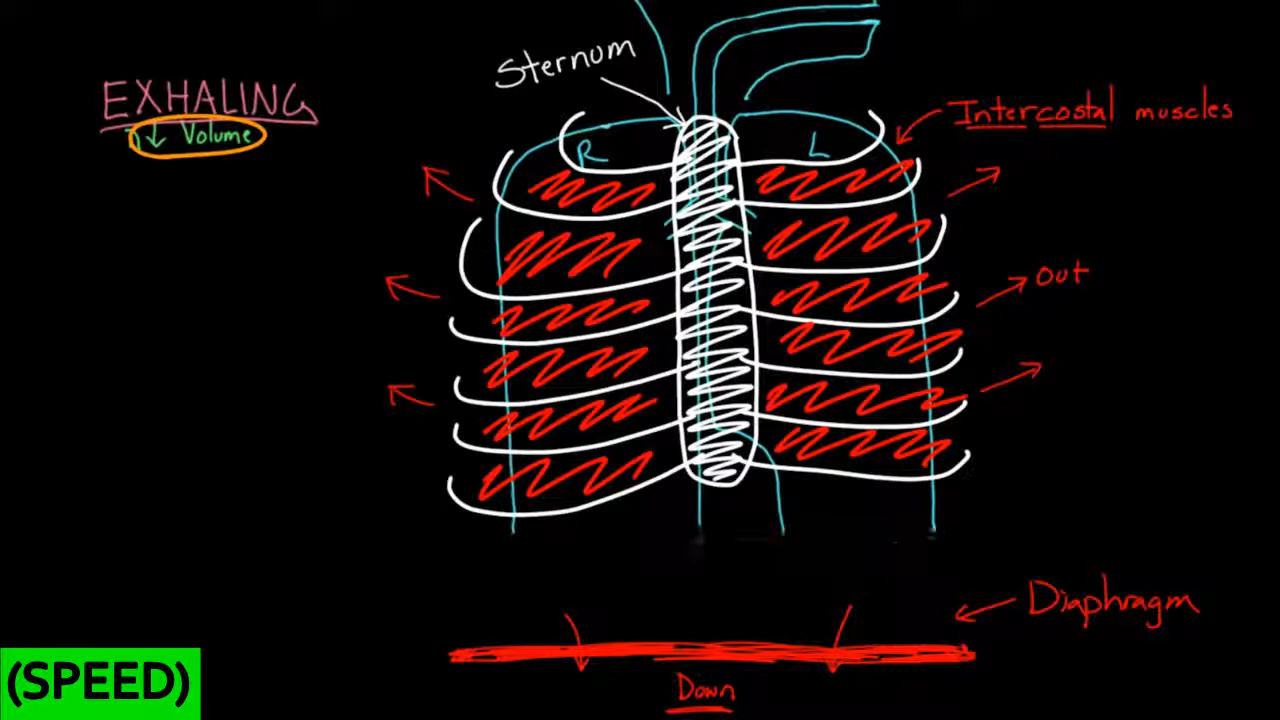 Sternum
EXHALING
↓ Volume
Intercostal muscles
R
L
Out
Diaphragm
Down
(SPEED)